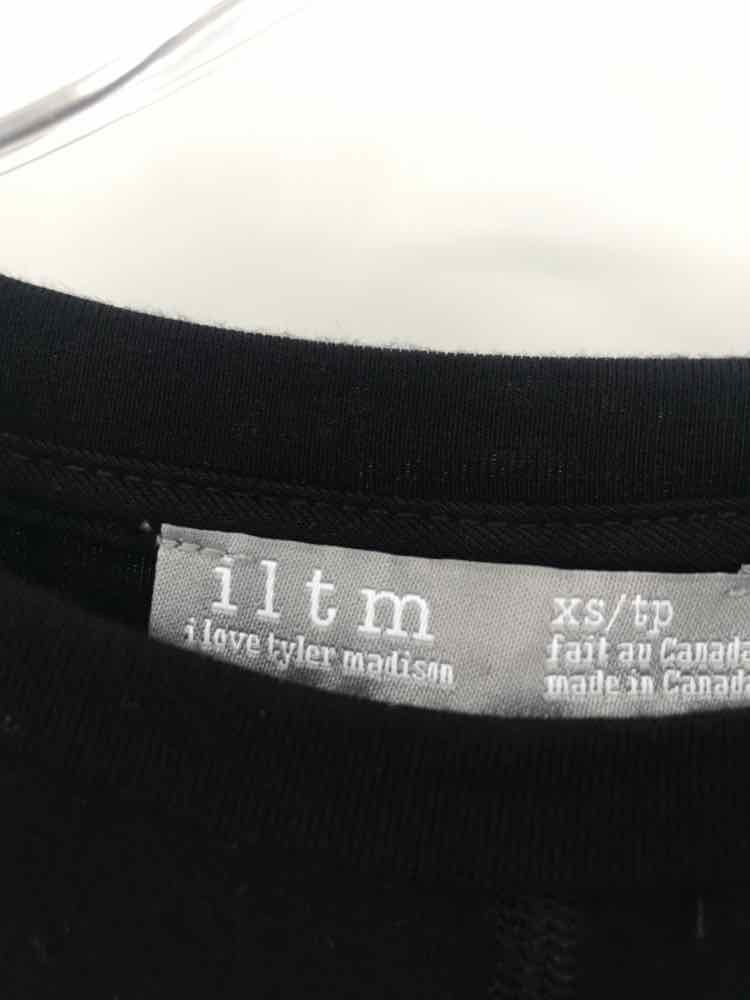 iltm
i love tyler madison
xs/tp
fait au Canada
made in Canada